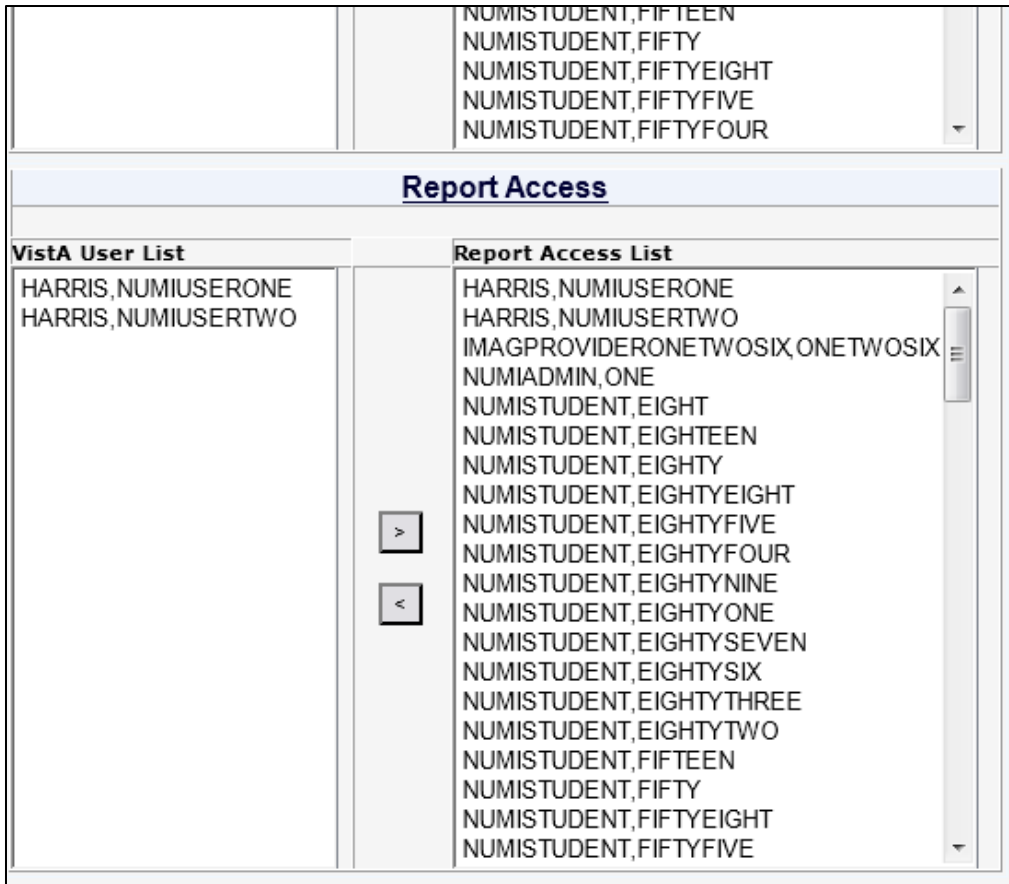 NUMISTUDENT,FIFTEEN
NUMISTUDENT,FIFTY
NUMISTUDENT,FIFTYEIGHT
NUMISTUDENT,FIFTYFIVE
NUMISTUDENT,FIFTYFOUR
Report Access
VistA User List
HARRIS,NUMIUSERONE
HARRIS,NUMIUSERTWO
>
<
Report Access List
HARRIS,NUMIUSERONE
HARRIS,NUMIUSERTWO
IMAGPROVIDERONETWOSIX,ONETWOSIX
NUMIADMIN,ONE
NUMISTUDENT,EIGHT
NUMISTUDENT,EIGHTEEN
NUMISTUDENT,EIGHTY
NUMISTUDENT,EIGHTYEIGHT
NUMISTUDENT,EIGHTYFIVE
NUMISTUDENT,EIGHTYFOUR
NUMISTUDENT,EIGHTYNINE
NUMISTUDENT,EIGHTYONE
NUMISTUDENT,EIGHTYSEVEN
NUMISTUDENT,EIGHTYSIX
NUMISTUDENT,EIGHTYTHREE
NUMISTUDENT,EIGHTYTWO
NUMISTUDENT,FIFTEEN
NUMISTUDENT,FIFTY
NUMISTUDENT,FIFTYEIGHT
NUMISTUDENT,FIFTYFIVE